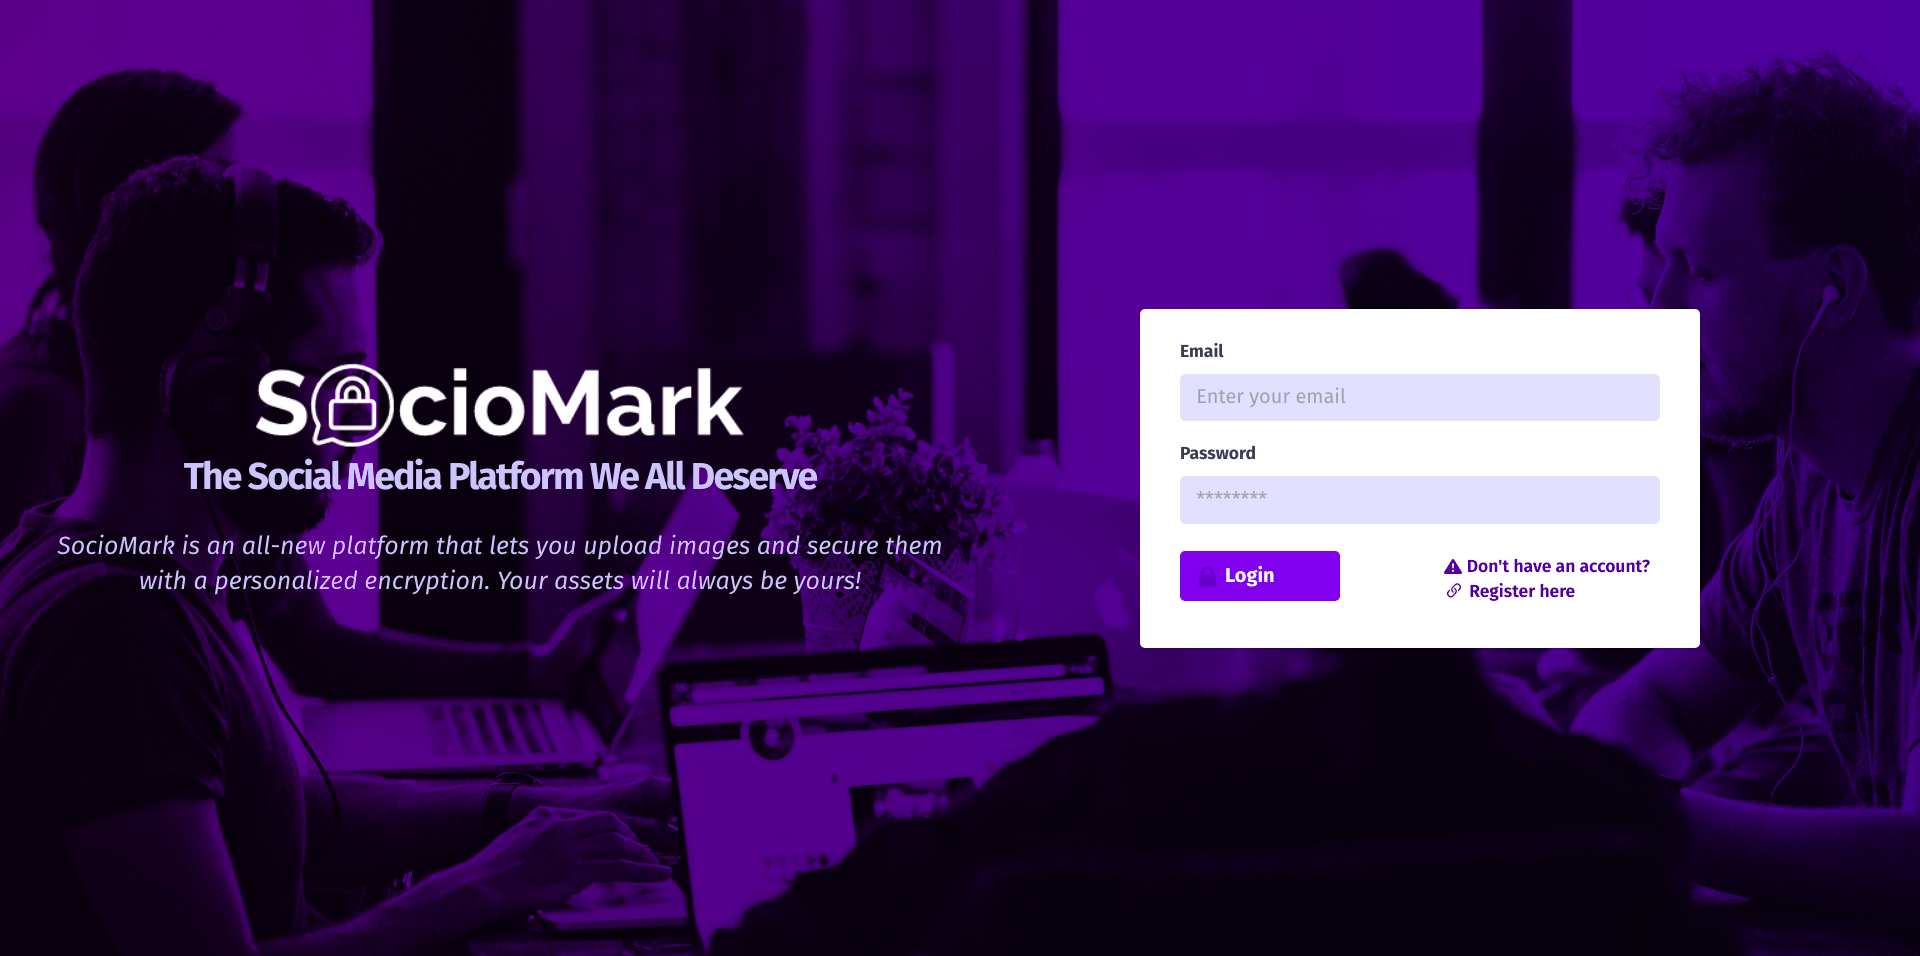 SocioMark
The Social Media Platform We All Deserve
SocioMark is an all-new platform that lets you upload images and secure them
with a personalized encryption. Your assets will always be yours!
Email
Enter your email
Password
********
Login
Don't have an account?
Register here